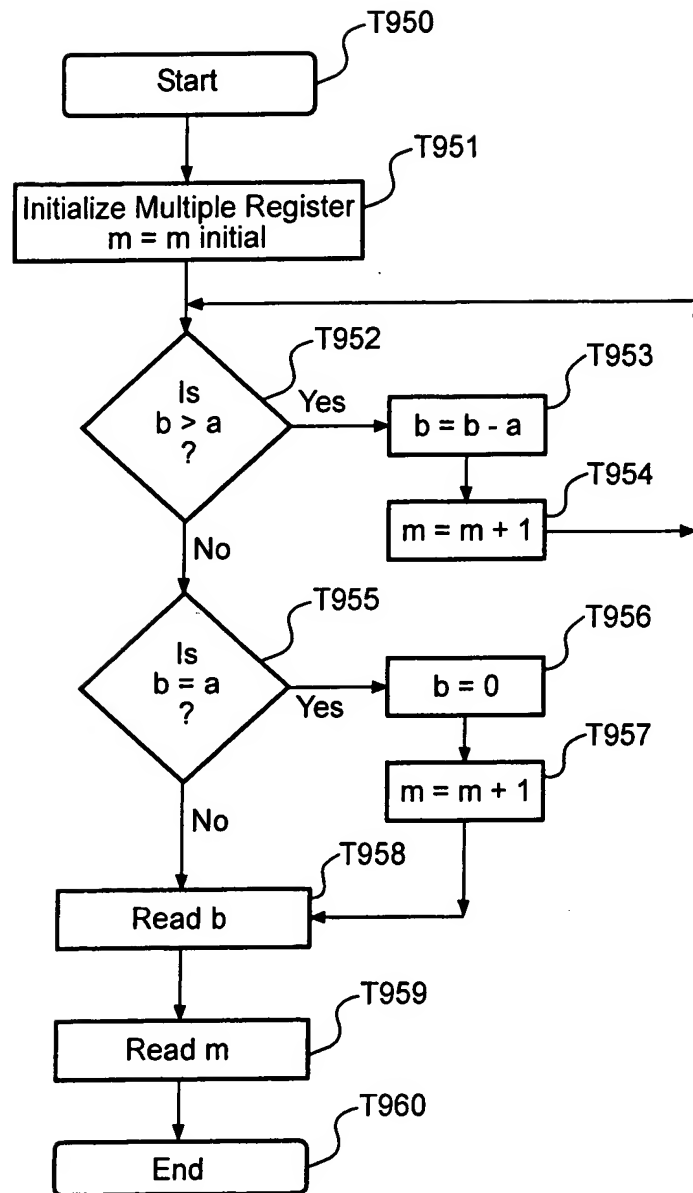 T950
Start
T951
Initialize Multiple Register
m = m initial
T952
Is
b > a
?
Yes
T953
b = b - a
T954
m = m + 1
No
T955
Is
b = a
?
Yes
T956
b = 0
T957
m = m + 1
No
T958
Read b
T959
Read m
T960
End